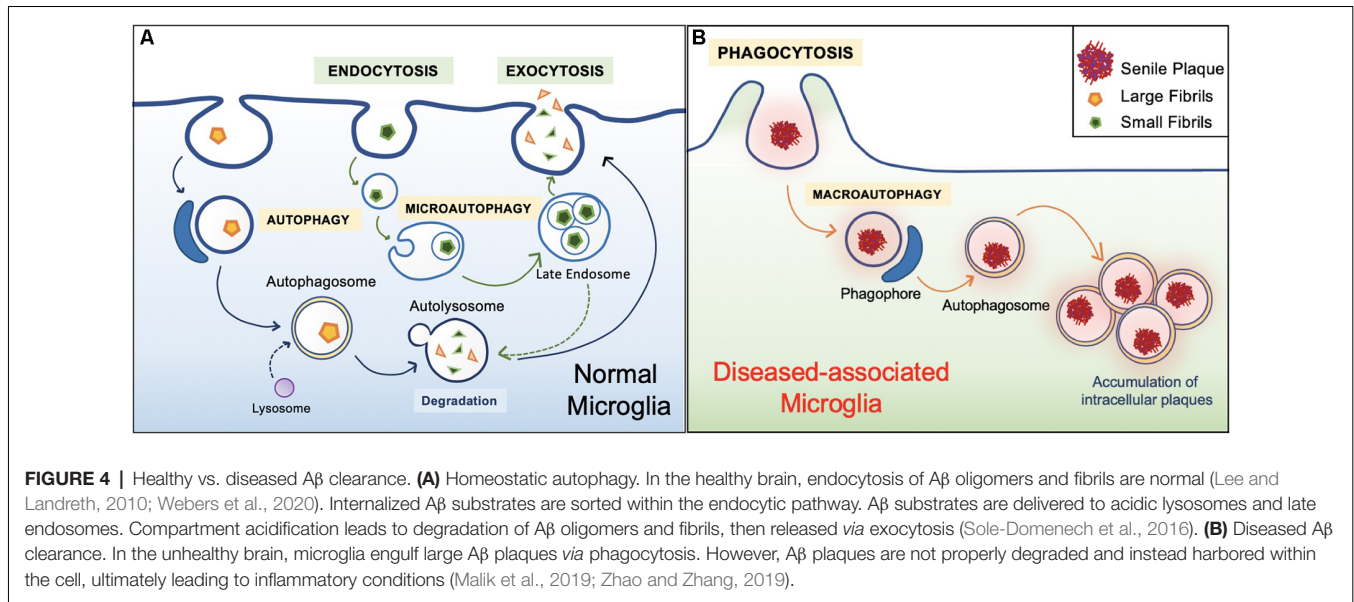 A
ENDOCYTOSIS
EXOCYTOSIS
AUTOPHAGY
MICROAUTOPHAGY
Late Endosome
Autophagosome
Autolysosome
Lysosome
Degradation
Normal
Microglia
B
PHAGOCYTOSIS
Senile Plaque
Large Fibrils
Small Fibrils
MACROAUTOPHAGY
Phagophore
Autophagosome
Diseased-associated
Microglia
Accumulation of
intracellular plaques
FIGURE 4 | Healthy vs. diseased Aβ clearance. (A) Homeostatic autophagy. In the healthy brain, endocytosis of Aβ oligomers and fibrils are normal (Lee and
Landreth, 2010; Webers et al., 2020). Internalized Aβ substrates are sorted within the endocytic pathway. Aβ substrates are delivered to acidic lysosomes and late
endosomes. Compartment acidification leads to degradation of Aβ oligomers and fibrils, then released via exocytosis (Sole-Domenech et al., 2016). (B) Diseased Aβ
clearance. In the unhealthy brain, microglia engulf large Aβ plaques via phagocytosis. However, Aβ plaques are not properly degraded and instead harbored within
the cell, ultimately leading to inflammatory conditions (Malik et al., 2019; Zhao and Zhang, 2019).